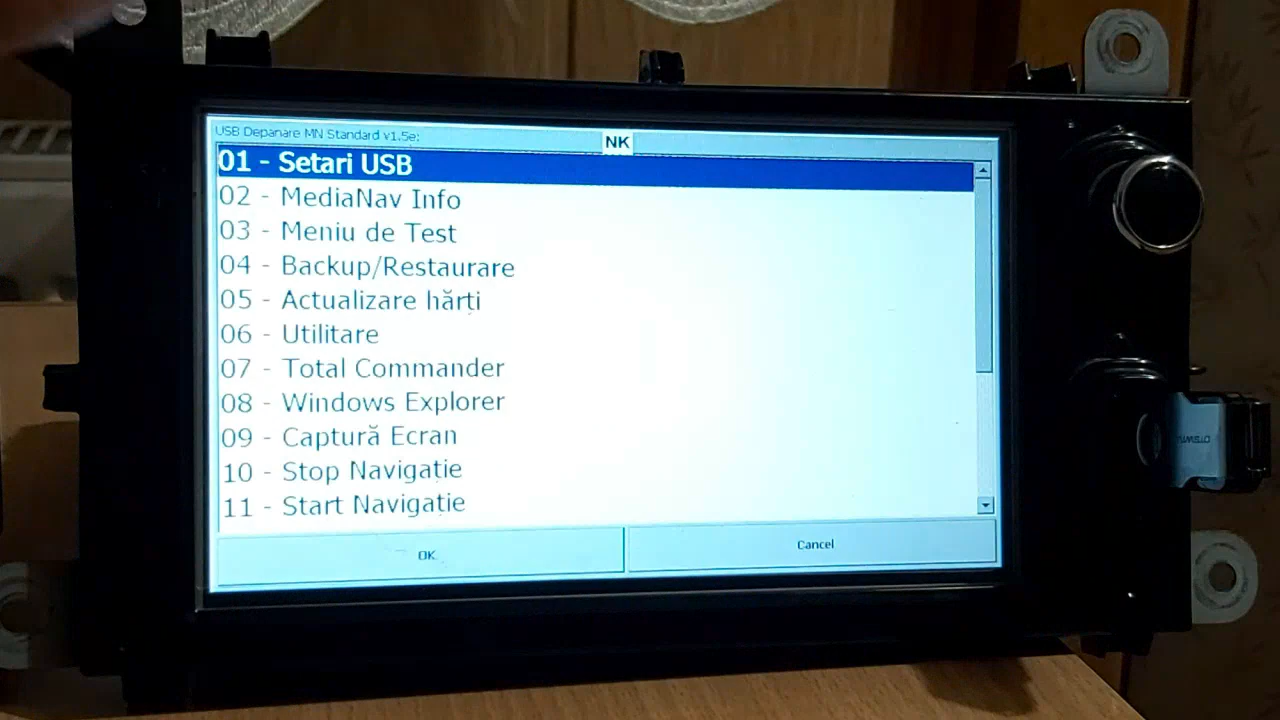 USB Depanare MN Standard v1.5e:
NK
01 - Setari USB
02 - MediaNav Info
03 - Meniu de Test
04 - Backup/Restaurare
05 - Actualizare hărți
06 - Utilitare
07 - Total Commander
08 - Windows Explorer
09 - Captură Ecran
10 - Stop Navigație
11 - Start Navigație
OK
Cancel